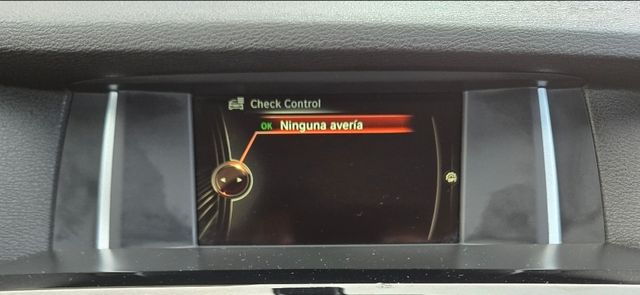 Check Control
OK Ninguna avería